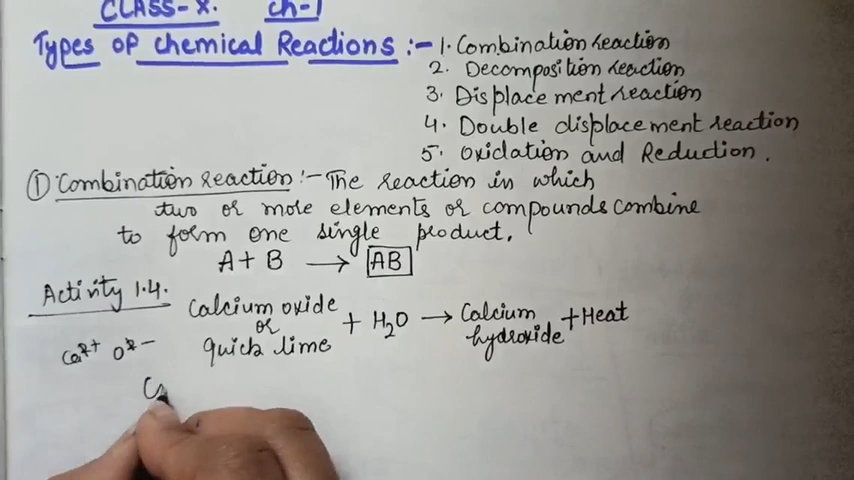 CLASS-X. Ch-1
Types of chemical Reactions :- 1. Combination reaction
2. Decomposition reaction
3. Displacement reaction
4. Double displacement reaction
5. Oxidation and Reduction.
① Combination reaction :- The reaction in which
two or more elements or compounds combine
to form one single product.
A + B → AB
Activity 1.4.
Calcium oxide or quick lime + H₂O → Calcium hydroxide + Heat
Ca²⁺ O²⁻
Ca